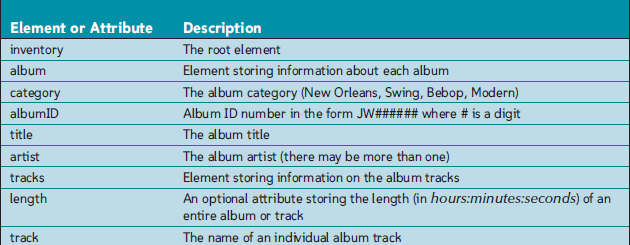 Element or Attribute Description
inventory The root element
album Element storing information about each album
category The album category (New Orleans, Swing, Bebop, Modern)
albumID Album ID number in the form JW###### where # is a digit
title The album title
artist The album artist (there may be more than one)
tracks Element storing information on the album tracks
length An optional attribute storing the length (in hours:minutes:seconds) of an
entire album or track
track The name of an individual album track